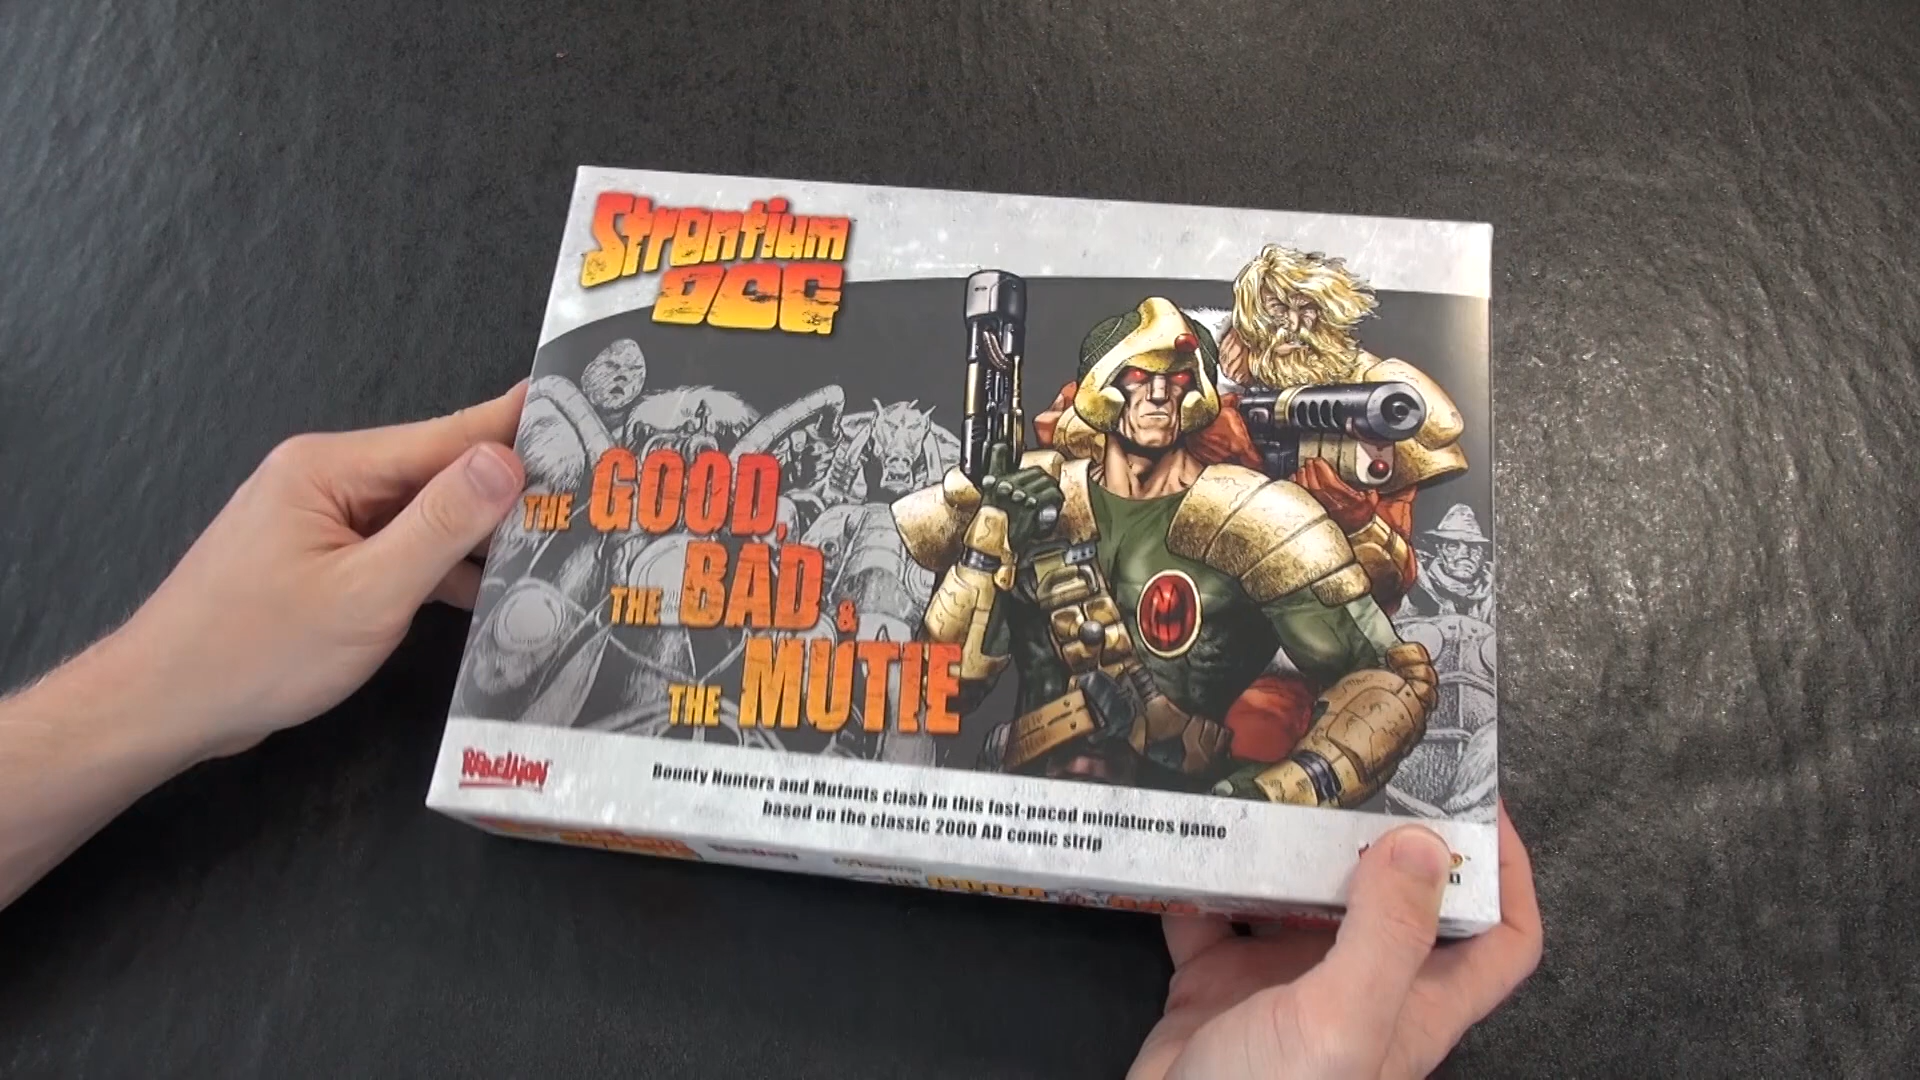 Strontium
DOG
THE GOOD,
THE BAD &
THE MUTIE
REBELLION
Bounty Hunters and Mutants clash in this fast-paced miniatures game
based on the classic 2000 AD comic strip